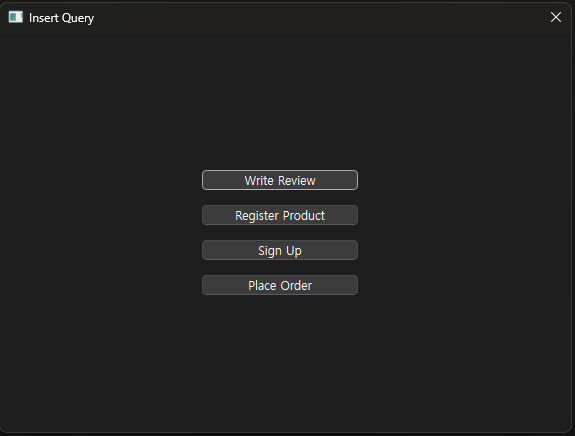 Insert Query
Write Review
Register Product
Sign Up
Place Order